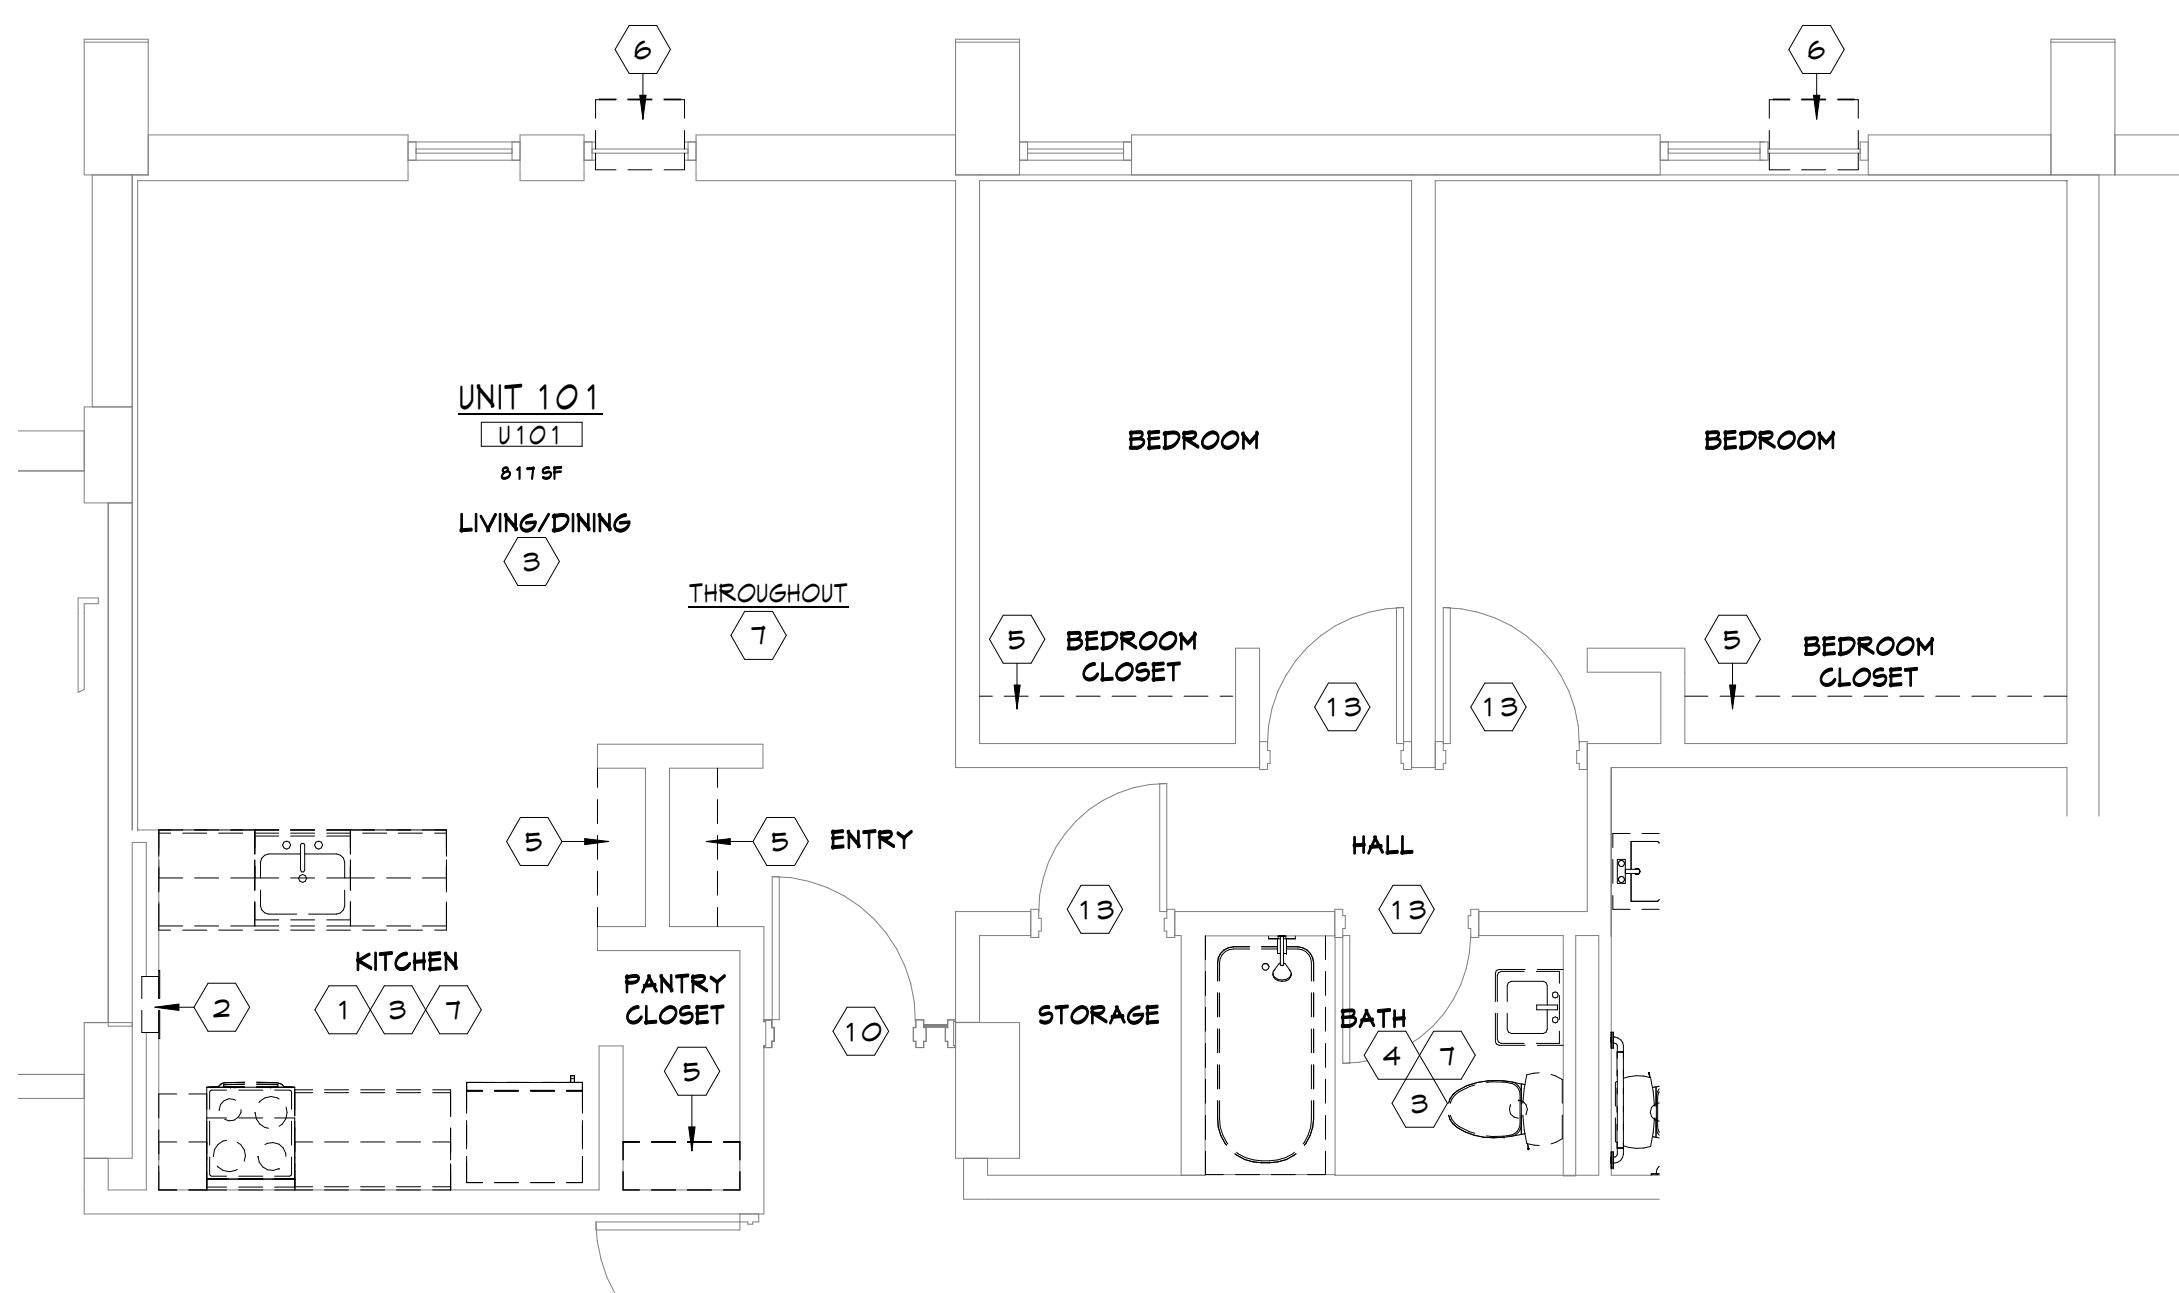 6
6
UNIT 101
U101
817 SF
LIVING/DINING
3
THROUGHOUT
7
BEDROOM
BEDROOM
5
BEDROOM
CLOSET
5
BEDROOM
CLOSET
13
13
5
5
ENTRY
HALL
13
13
KITCHEN
1 3 7
2
PANTRY
CLOSET
5
10
STORAGE
BATH
4 7
3